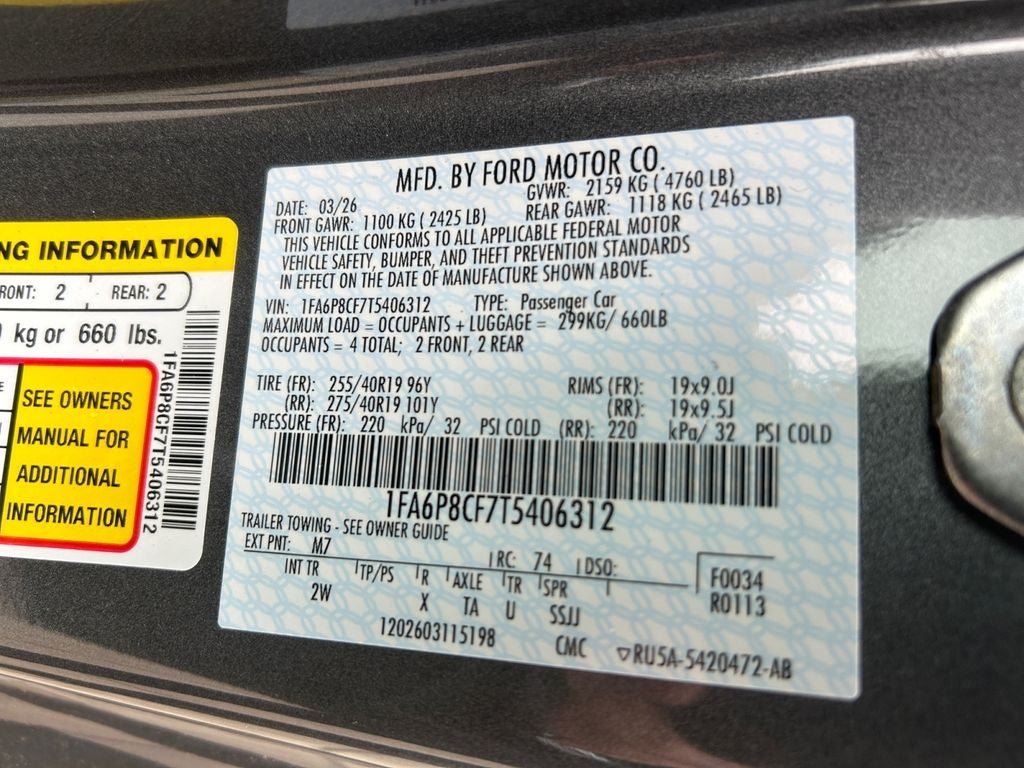 NG INFORMATION
RONT: 2 REAR: 2
kg or 660 lbs.
SEE OWNERS
MANUAL FOR
ADDITIONAL
INFORMATION
1FA6P8CF7T5406312
MFD. BY FORD MOTOR CO.
DATE: 03/26 GVWR: 2159 KG ( 4760 LB)
FRONT GAWR: 1100 KG ( 2425 LB) REAR GAWR: 1118 KG ( 2465 LB)
THIS VEHICLE CONFORMS TO ALL APPLICABLE FEDERAL MOTOR
VEHICLE SAFETY, BUMPER, AND THEFT PREVENTION STANDARDS
IN EFFECT ON THE DATE OF MANUFACTURE SHOWN ABOVE.
VIN: 1FA6P8CF7T5406312 TYPE: Passenger Car
MAXIMUM LOAD = OCCUPANTS + LUGGAGE = 299KG/ 660LB
OCCUPANTS = 4 TOTAL; 2 FRONT, 2 REAR
TIRE (FR): 255/40R19 96Y RIMS (FR): 19x9.0J
(RR): 275/40R19 101Y (RR): 19x9.5J
PRESSURE (FR): 220 kPa/ 32 PSI COLD (RR): 220 kPa/ 32 PSI COLD
1FA6P8CF7T5406312
TRAILER TOWING - SEE OWNER GUIDE
EXT PNT: M7 RC: 74 DSO: F0034
INT TR TP/PS R AXLE TR SPR R0113
2W X TA U SSJJ
1202603115198 CMC ▽RU5A-5420472-AB